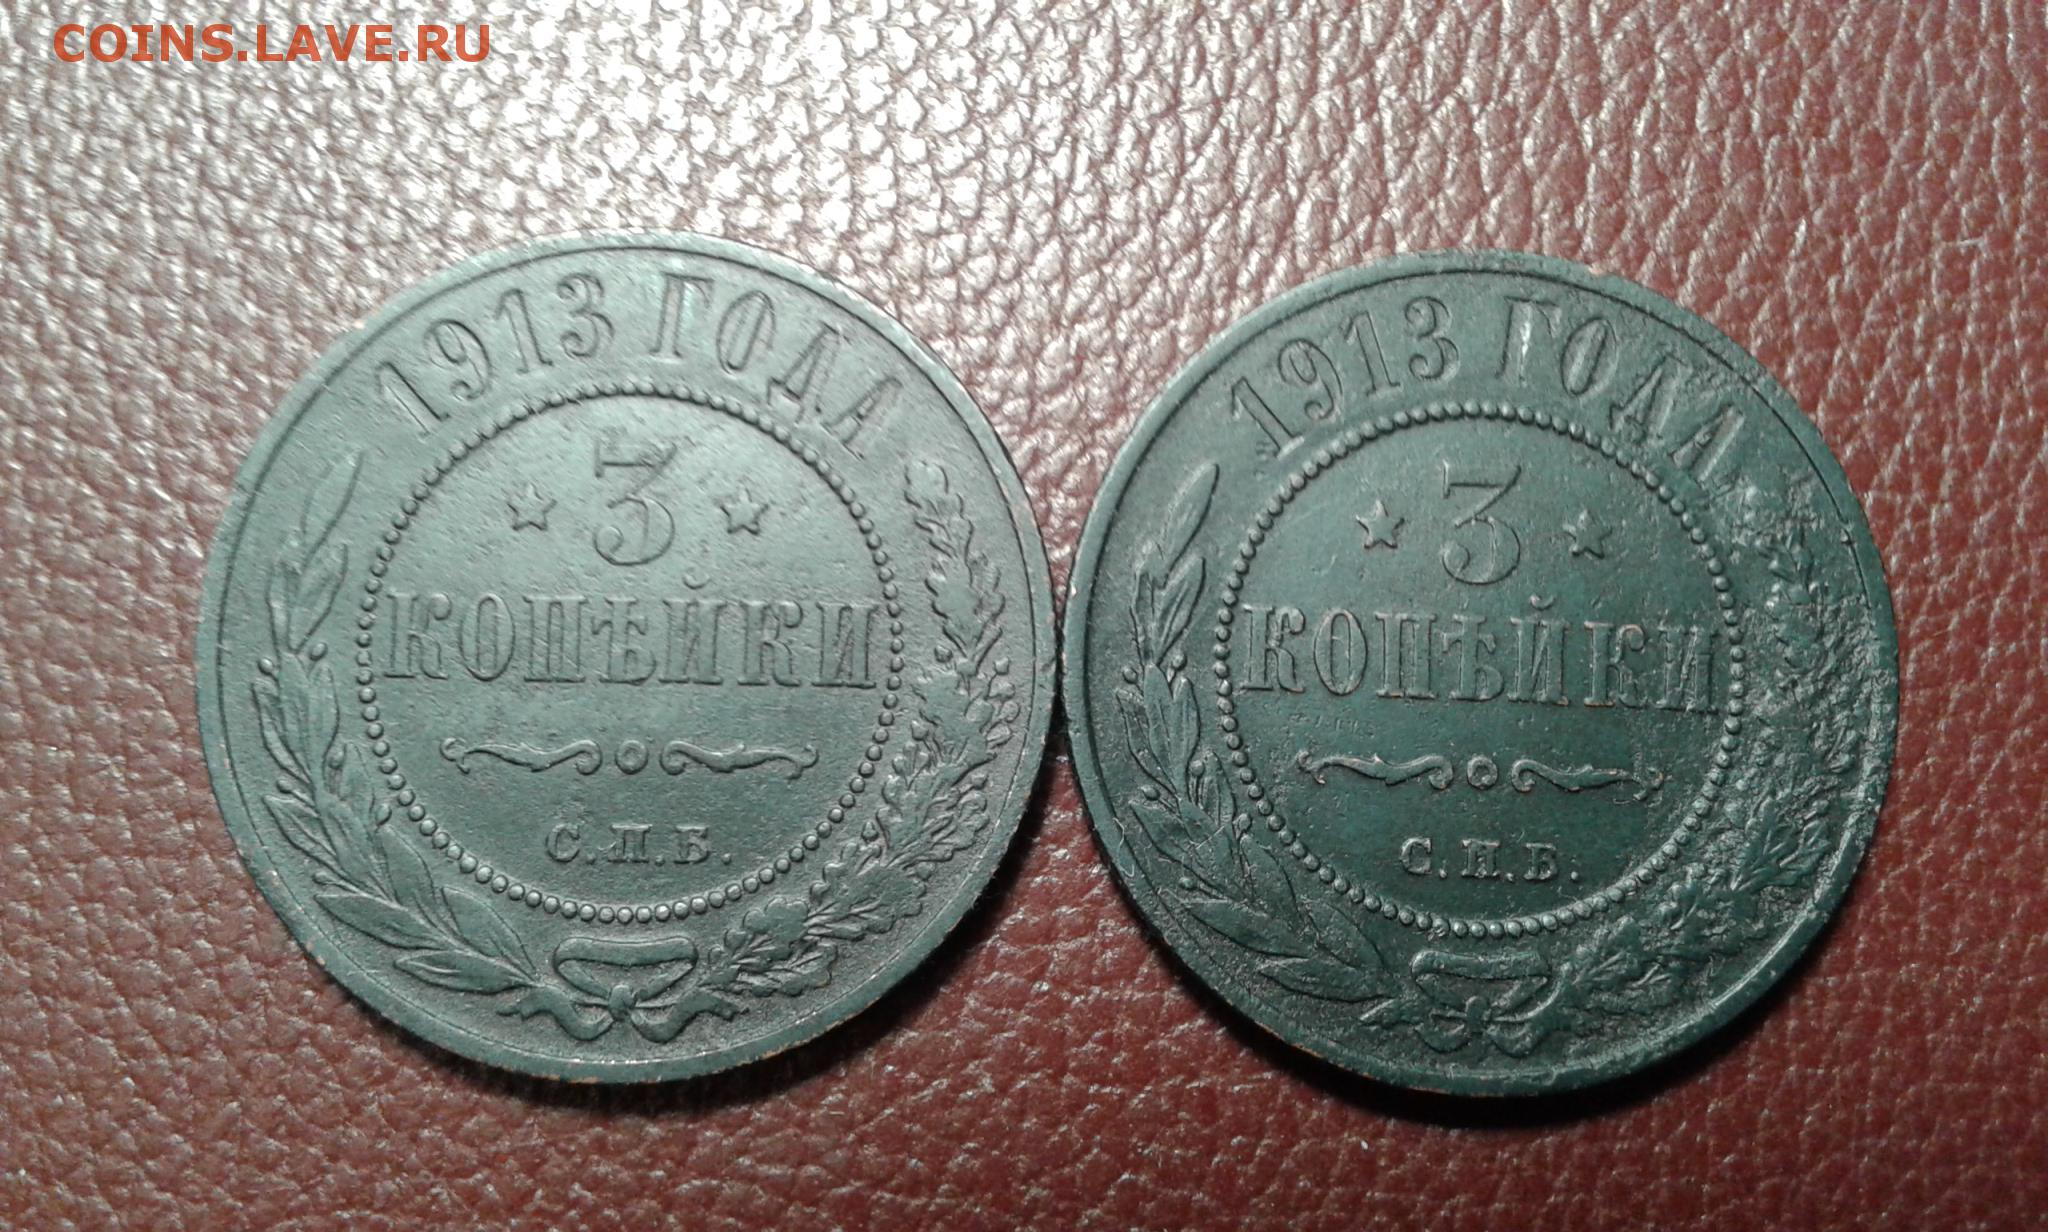 COINS.LAVE.RU
1913 ГОДА
3
КОПѢЙКИ
С.П.Б.
1913 ГОДА
3
КОПѢЙКИ
С.П.Б.